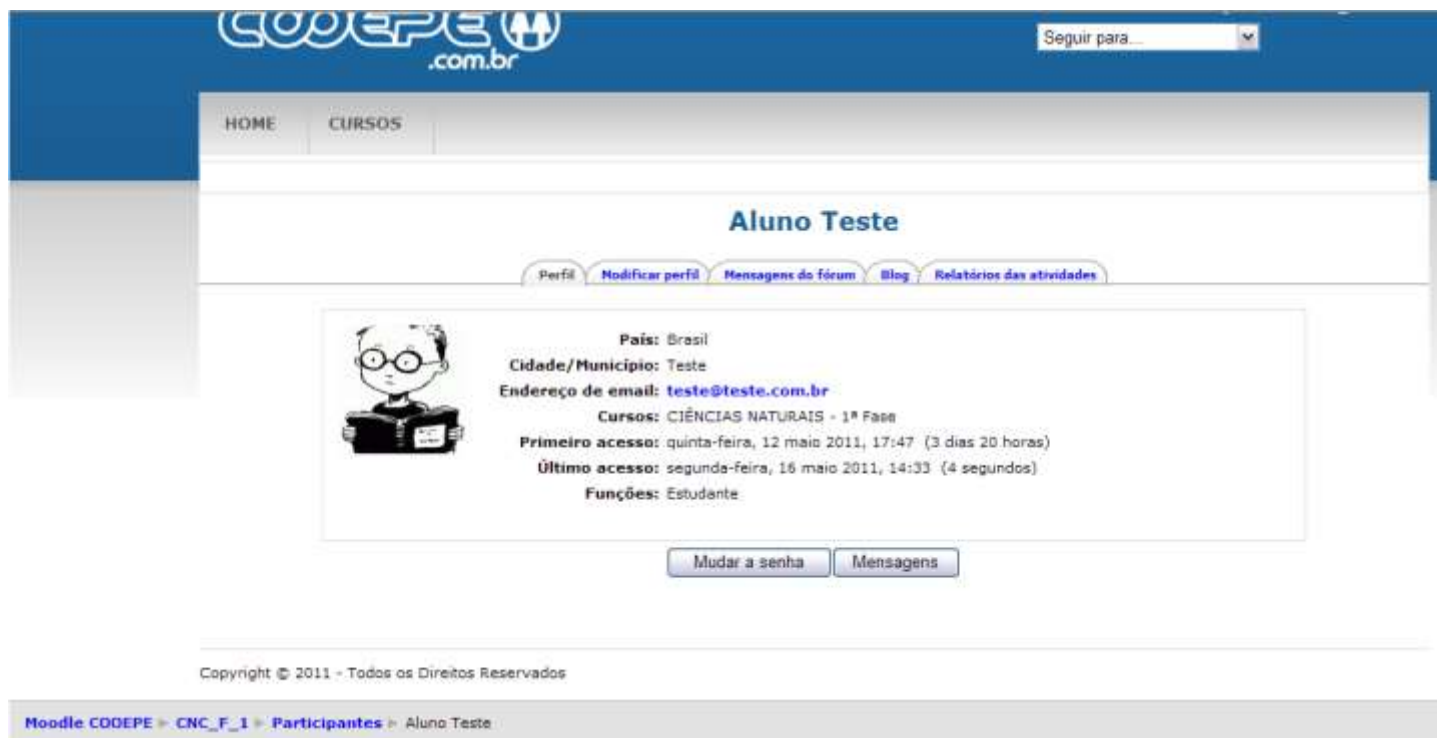 COOEPE
.com.br
Seguir para...
HOME CURSOS
Aluno Teste
Perfil Modificar perfil Mensagens do fórum Blog Relatórios das atividades
País: Brasil
Cidade/Município: Teste
Endereço de email: teste@teste.com.br
Cursos: CIÊNCIAS NATURAIS - 1ª Fase
Primeiro acesso: quinta-feira, 12 maio 2011, 17:47 (3 dias 20 horas)
Último acesso: segunda-feira, 16 maio 2011, 14:33 (4 segundos)
Funções: Estudante
Mudar a senha Mensagens
Copyright © 2011 - Todos os Direitos Reservados
Moodle COOEPE ► CNC_F_1 ► Participantes ► Aluno Teste